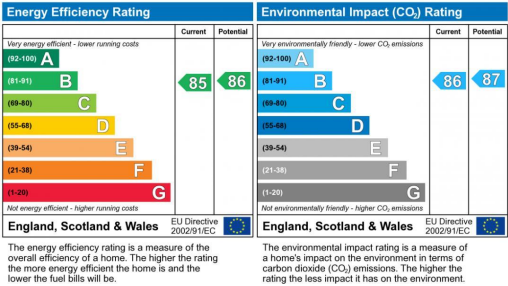 Energy Efficiency Rating
Current Potential
Very energy efficient - lower running costs
(92-100) A
(81-91) B
85 86
(69-80) C
(55-68) D
(39-54) E
(21-38) F
(1-20) G
Not energy efficient - higher running costs
England, Scotland & Wales
EU Directive
2002/91/EC
The energy efficiency rating is a measure of the
overall efficiency of a home. The higher the rating
the more energy efficient the home is and the
lower the fuel bills will be.
Environmental Impact (CO₂) Rating
Current Potential
Very environmentally friendly - lower CO₂ emissions
(92-100) A
(81-91) B
86 87
(69-80) C
(55-68) D
(39-54) E
(21-38) F
(1-20) G
Not environmentally friendly - higher CO₂ emissions
England, Scotland & Wales
EU Directive
2002/91/EC
The environmental impact rating is a measure of
a home's impact on the environment in terms of
carbon dioxide (CO₂) emissions. The higher the
rating the less impact it has on the environment.